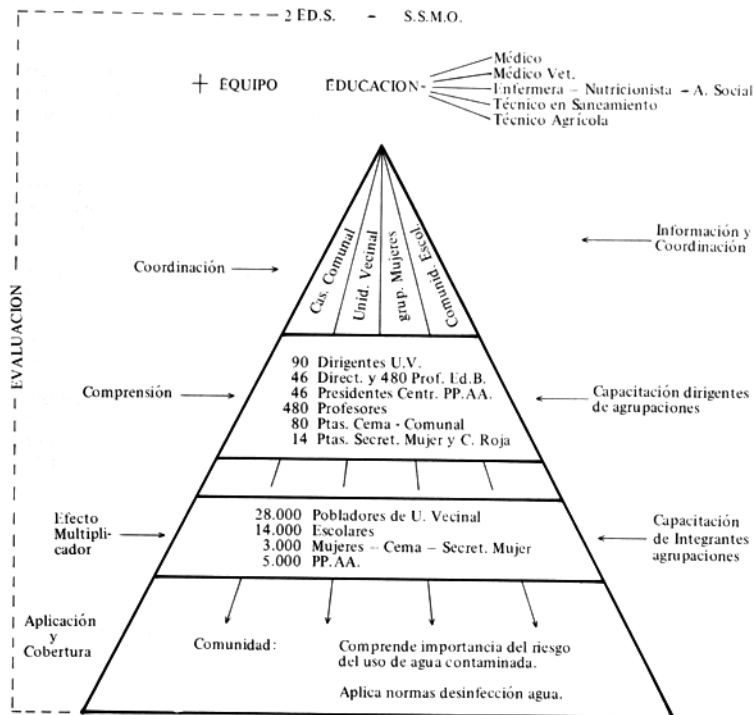 2 ED.S. – S.S.M.O.
+ EQUIPO EDUCACION-
Médico
Médico Vet.
Enfermera – Nutricionista – A. Social
Técnico en Saneamiento
Técnico Agrícola
EVALUACION
Coordinación
Cas. Comunal
Unid. Vecinal
grup. Mujeres
Comunid. Escol.
Información y
Coordinación
Comprensión
90 Dirigentes U.V.
46 Direct. y 480 Prof. Ed.B.
46 Presidentes Centr. PP.AA.
480 Profesores
80 Ptas. Cema - Comunal
14 Ptas. Secret. Mujer y C. Roja
Capacitación dirigentes
de agrupaciones
Efecto
Multipli-
cador
28.000 Pobladores de U. Vecinal
14.000 Escolares
3.000 Mujeres – Cema – Secret. Mujer
5.000 PP.AA.
Capacitación
de Integrantes
agrupaciones
Aplicación
y
Cobertura
Comunidad:
Comprende importancia del riesgo
del uso de agua contaminada.
Aplica normas desinfección agua.